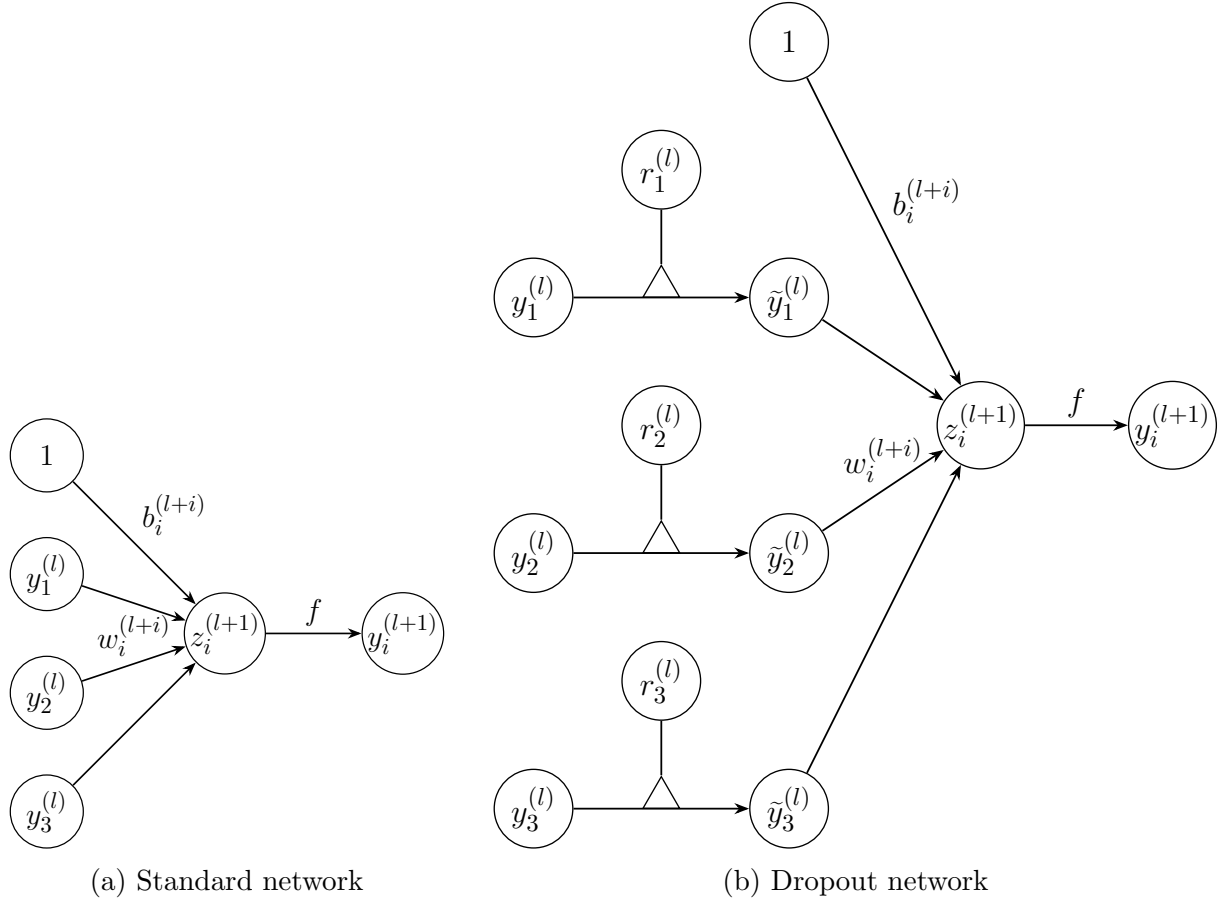 1
b_i^{(l+i)}
y_1^{(l)}
w_i^{(l+i)}
z_i^{(l+1)}
f
y_i^{(l+1)}
y_2^{(l)}
y_3^{(l)}
(a) Standard network
1
r_1^{(l)}
b_i^{(l+i)}
y_1^{(l)}
ỹ_1^{(l)}
r_2^{(l)}
w_i^{(l+i)}
z_i^{(l+1)}
f
y_i^{(l+1)}
y_2^{(l)}
ỹ_2^{(l)}
r_3^{(l)}
y_3^{(l)}
ỹ_3^{(l)}
(b) Dropout network